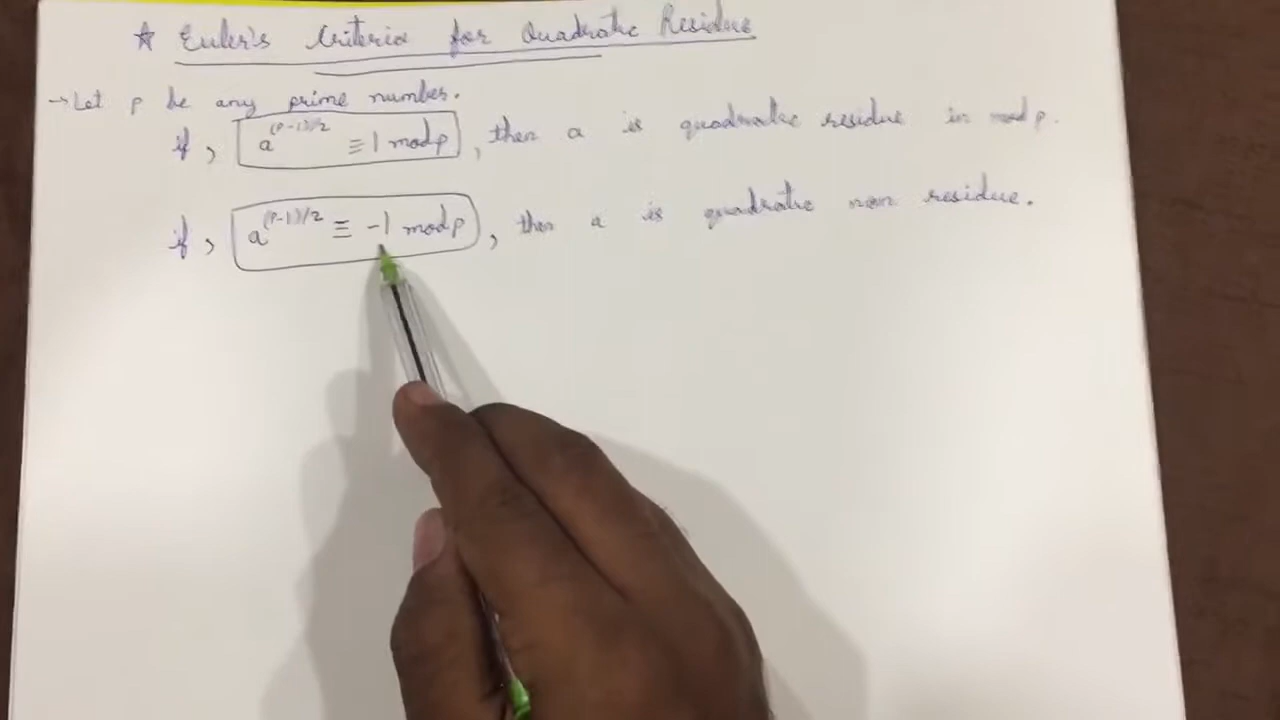 ☆ Euler's Criteria for Quadratic Residue
→ Let p be any prime number.
if, a^(P-1)/2 ≡ 1 mod p, then a is quadratic residue in mod p.
if, a^(P-1)/2 ≡ -1 mod p, then a is quadratic non residue.